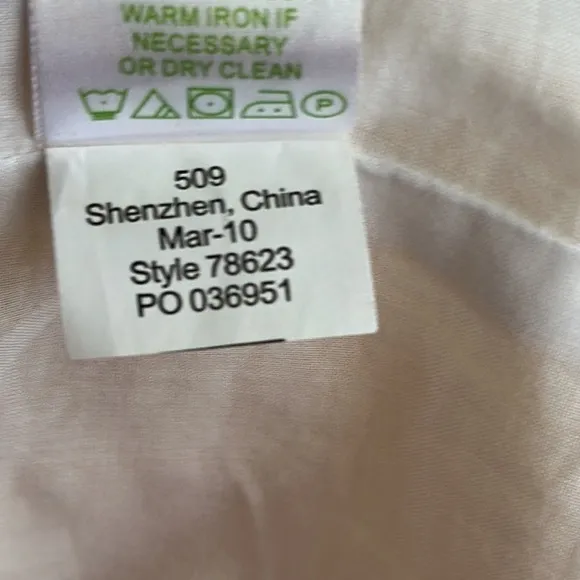 WARM IRON IF
NECESSARY
OR DRY CLEAN
P
509
Shenzhen, China
Mar-10
Style 78623
PO 036951